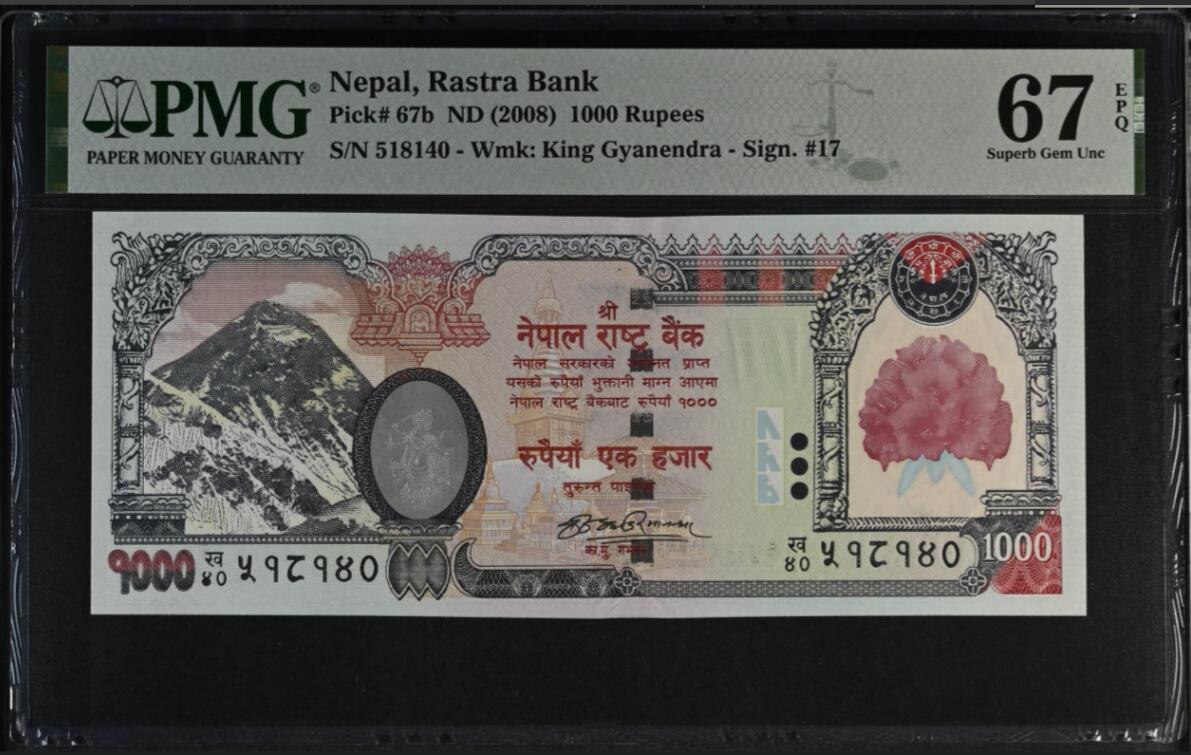 PMG®
PAPER MONEY GUARANTY
Nepal, Rastra Bank
Pick# 67b ND (2008) 1000 Rupees
S/N 518140 - Wmk: King Gyanendra - Sign. #17
67
EPQ
Superb Gem Unc
श्री
नेपाल राष्ट्र बैंक
नेपाल सरकारको प्राप्त
यसको रुपैयाँ भुक्तानी माग्न आएमा
नेपाल राष्ट्र बैंकबाट रुपैयाँ १०००
रुपैयाँ एक हजार
तुरुन्त
का.मु.
१०००
ख
४०
५१८१४०
ख
४०
५१८१४०
1000